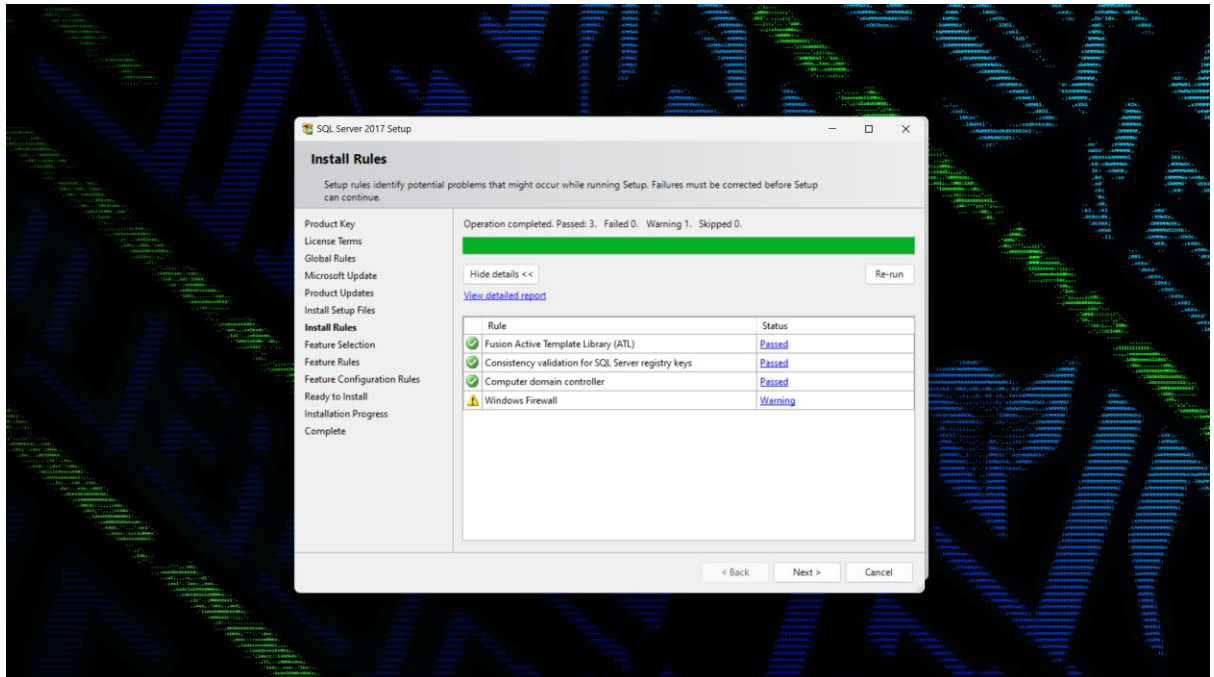 SQL Server 2017 Setup
Install Rules
Setup rules identify potential problems that might occur while running Setup. Failures must be corrected before Setup
can continue.
Product Key
License Terms
Global Rules
Microsoft Update
Product Updates
Install Setup Files
Install Rules
Feature Selection
Feature Rules
Feature Configuration Rules
Ready to Install
Installation Progress
Complete
Operation completed. Passed: 3.   Failed 0.   Warning 1.   Skipped 0.
Hide details <<
Re-run
View detailed report
Rule Status
Fusion Active Template Library (ATL) Passed
Consistency validation for SQL Server registry keys Passed
Computer domain controller Passed
Windows Firewall Warning
< Back Next > Cancel